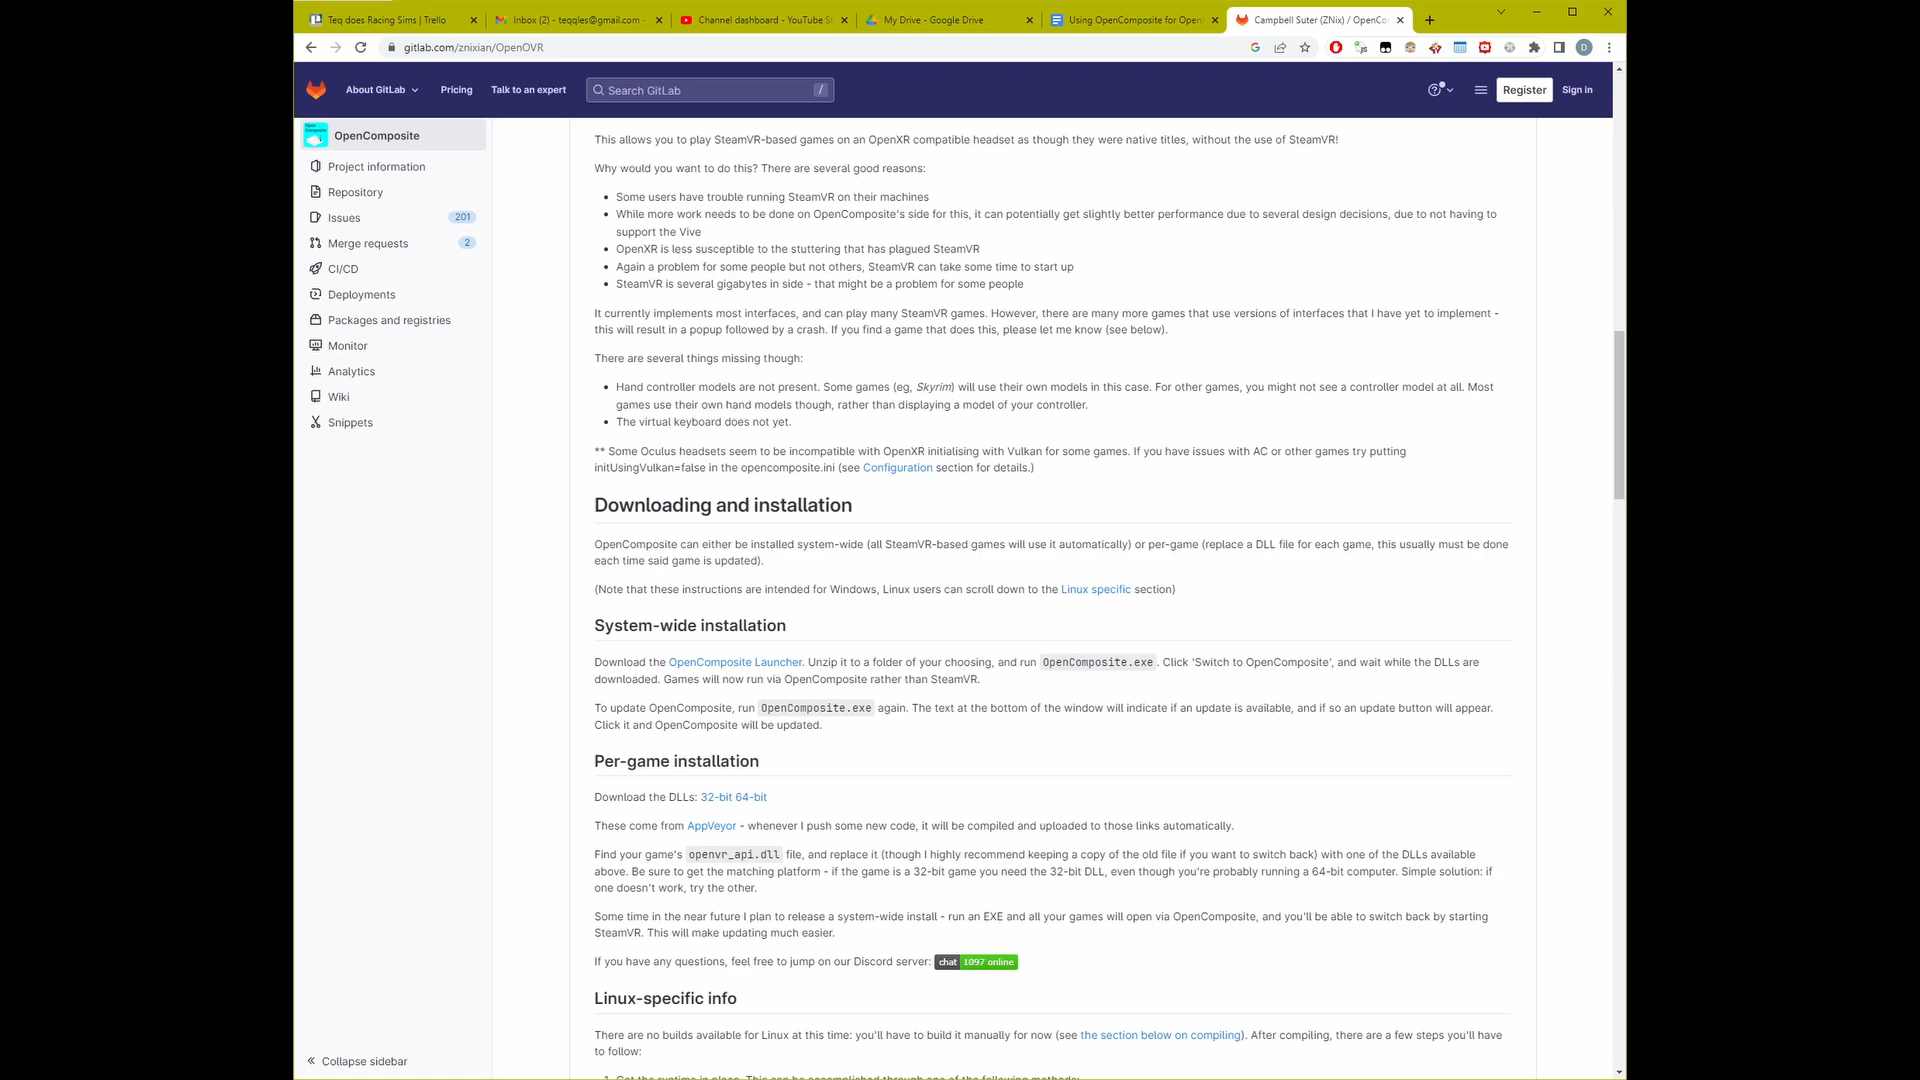 Teq does Racing Sims | Trello
Inbox (2) - teqqles@gmail.com -
Channel dashboard - YouTube St
My Drive - Google Drive
Using OpenComposite for Open
Campbell Suter (ZNix) / OpenCo
gitlab.com/znixian/OpenOVR
About GitLab
Pricing
Talk to an expert
Search GitLab
/
Register
Sign in
OpenComposite
Project information
Repository
Issues 201
Merge requests 2
CI/CD
Deployments
Packages and registries
Monitor
Analytics
Wiki
Snippets
Collapse sidebar
This allows you to play SteamVR-based games on an OpenXR compatible headset as though they were native titles, without the use of SteamVR!
Why would you want to do this? There are several good reasons:
Some users have trouble running SteamVR on their machines
While more work needs to be done on OpenComposite's side for this, it can potentially get slightly better performance due to several design decisions, due to not having to
support the Vive
OpenXR is less susceptible to the stuttering that has plagued SteamVR
Again a problem for some people but not others, SteamVR can take some time to start up
SteamVR is several gigabytes in side - that might be a problem for some people
It currently implements most interfaces, and can play many SteamVR games. However, there are many more games that use versions of interfaces that I have yet to implement -
this will result in a popup followed by a crash. If you find a game that does this, please let me know (see below).
There are several things missing though:
Hand controller models are not present. Some games (eg, Skyrim) will use their own models in this case. For other games, you might not see a controller model at all. Most
games use their own hand models though, rather than displaying a model of your controller.
The virtual keyboard does not yet.
** Some Oculus headsets seem to be incompatible with OpenXR initialising with Vulkan for some games. If you have issues with AC or other games try putting
initUsingVulkan=false in the opencomposite.ini (see Configuration section for details.)
Downloading and installation
OpenComposite can either be installed system-wide (all SteamVR-based games will use it automatically) or per-game (replace a DLL file for each game, this usually must be done
each time said game is updated).
(Note that these instructions are intended for Windows, Linux users can scroll down to the Linux specific section)
System-wide installation
Download the OpenComposite Launcher. Unzip it to a folder of your choosing, and run OpenComposite.exe. Click 'Switch to OpenComposite', and wait while the DLLs are
downloaded. Games will now run via OpenComposite rather than SteamVR.
To update OpenComposite, run OpenComposite.exe again. The text at the bottom of the window will indicate if an update is available, and if so an update button will appear.
Click it and OpenComposite will be updated.
Per-game installation
Download the DLLs: 32-bit 64-bit
These come from AppVeyor - whenever I push some new code, it will be compiled and uploaded to those links automatically.
Find your game's openvr_api.dll file, and replace it (though I highly recommend keeping a copy of the old file if you want to switch back) with one of the DLLs available
above. Be sure to get the matching platform - if the game is a 32-bit game you need the 32-bit DLL, even though you're probably running a 64-bit computer. Simple solution: if
one doesn't work, try the other.
Some time in the near future I plan to release a system-wide install - run an EXE and all your games will open via OpenComposite, and you'll be able to switch back by starting
SteamVR. This will make updating much easier.
If you have any questions, feel free to jump on our Discord server: chat 1097 online
Linux-specific info
There are no builds available for Linux at this time: you'll have to build it manually for now (see the section below on compiling). After compiling, there are a few steps you'll have
to follow:
1. Get the runtime in place. This can be accomplished through one of the following methods: